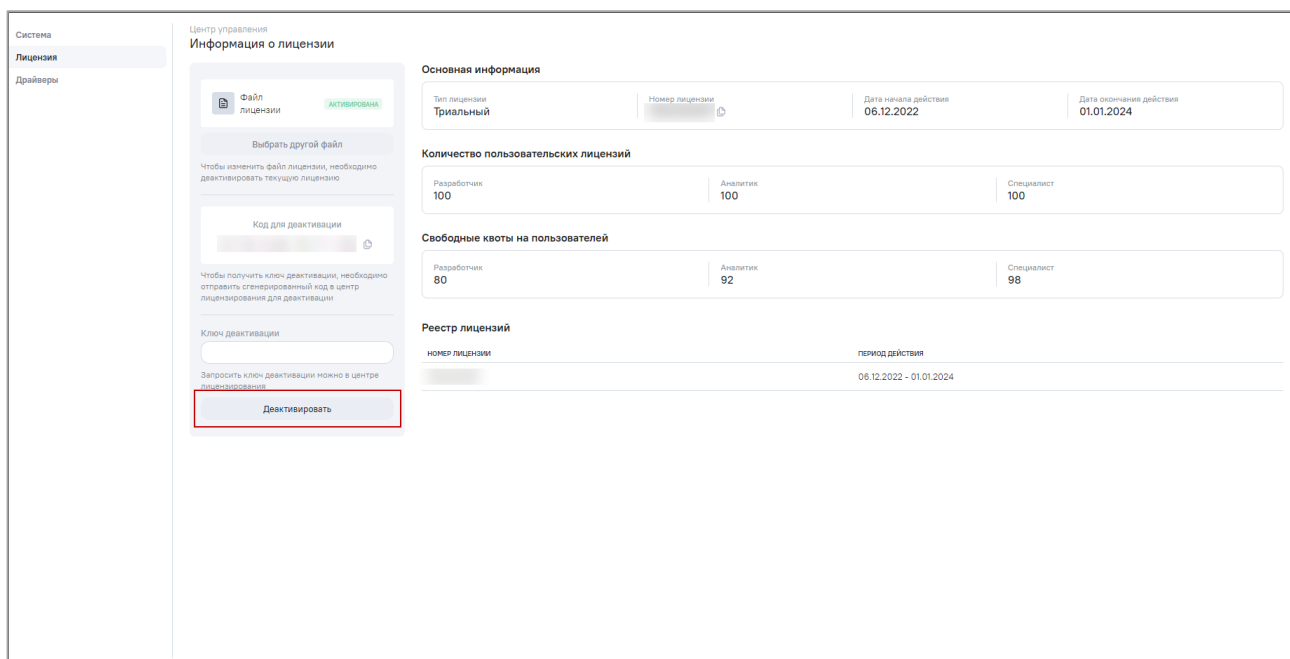 Система
Лицензия
Драйверы
Центр управления
Информация о лицензии
Файл лицензии
АКТИВИРОВАНА
Выбрать другой файл
Чтобы изменить файл лицензии, необходимо
деактивировать текущую лицензию
Код для деактивации
Чтобы получить ключ деактивации, необходимо
отправить сгенерированный код в центр
лицензирования для деактивации
Ключ деактивации
Запросить ключ деактивации можно в центре
лицензирования
Деактивировать
Основная информация
Тип лицензии
Триальный
Номер лицензии
Дата начала действия
06.12.2022
Дата окончания действия
01.01.2024
Количество пользовательских лицензий
Разработчик
100
Аналитик
100
Специалист
100
Свободные квоты на пользователей
Разработчик
80
Аналитик
92
Специалист
98
Реестр лицензий
НОМЕР ЛИЦЕНЗИИ ПЕРИОД ДЕЙСТВИЯ
06.12.2022 - 01.01.2024